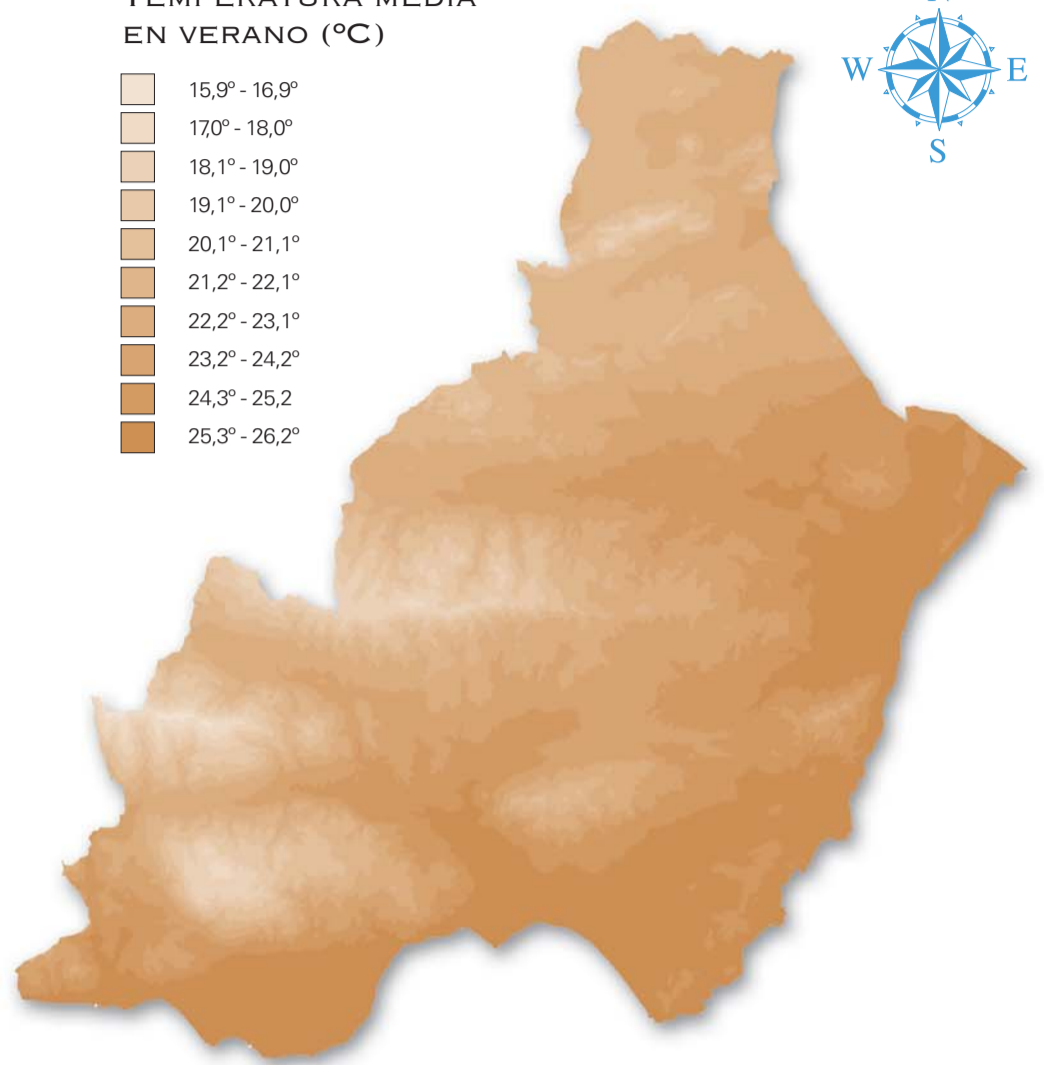 TEMPERATURA MEDIA
EN VERANO (ºC)
15,9º - 16,9º
17,0º - 18,0º
18,1º - 19,0º
19,1º - 20,0º
20,1º - 21,1º
21,2º - 22,1º
22,2º - 23,1º
23,2º - 24,2º
24,3º - 25,2
25,3º - 26,2º
W E
S